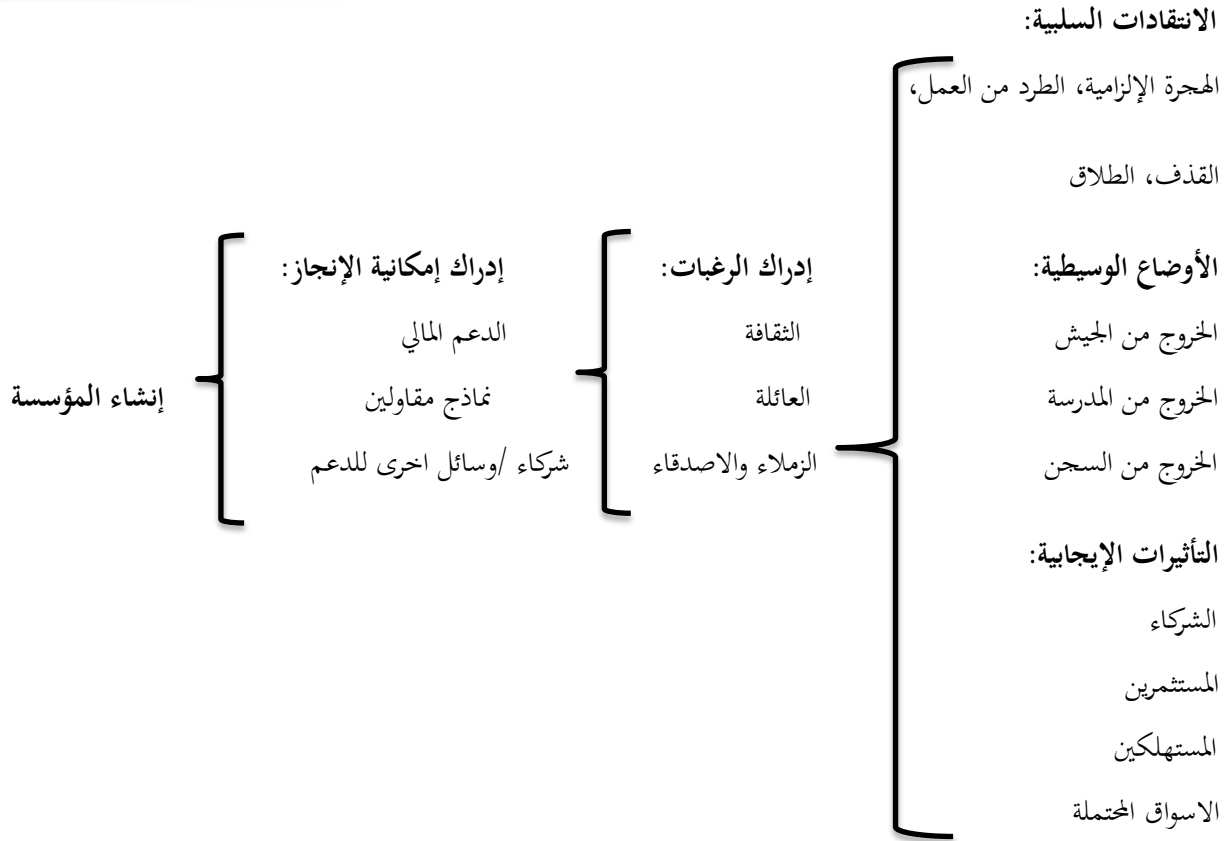 الانتقادات السلبية:
الهجرة الإلزامية، الطرد من العمل،
القذف، الطلاق
الأوضاع الوسيطية:
الخروج من الجيش
الخروج من المدرسة
الخروج من السجن
التأثيرات الإيجابية:
الشركاء
المستثمرين
المستهلكين
الاسواق المحتملة
إدراك الرغبات:
الثقافة
العائلة
الزملاء والاصدقاء
إدراك إمكانية الإنجاز:
الدعم المالي
نماذج مقاولين
شركاء /وسائل اخرى للدعم
إنشاء المؤسسة